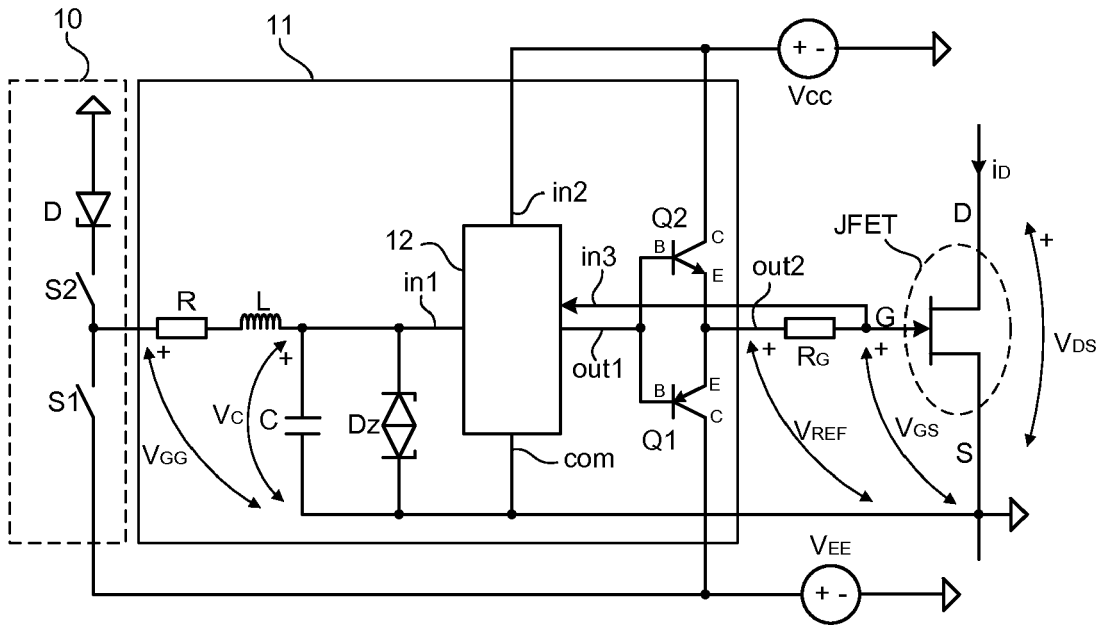 10
11
+ -
Vcc
iD
D
in2
D
Q2
C
JFET
+
12
B
in3
S2
in1
E
out2
R
L
G
+
+
out1
+
RG
+
VDS
S1
E
VC
C
Dz
B
VREF
VGS
VGG
Q1
C
com
S
VEE
+ -